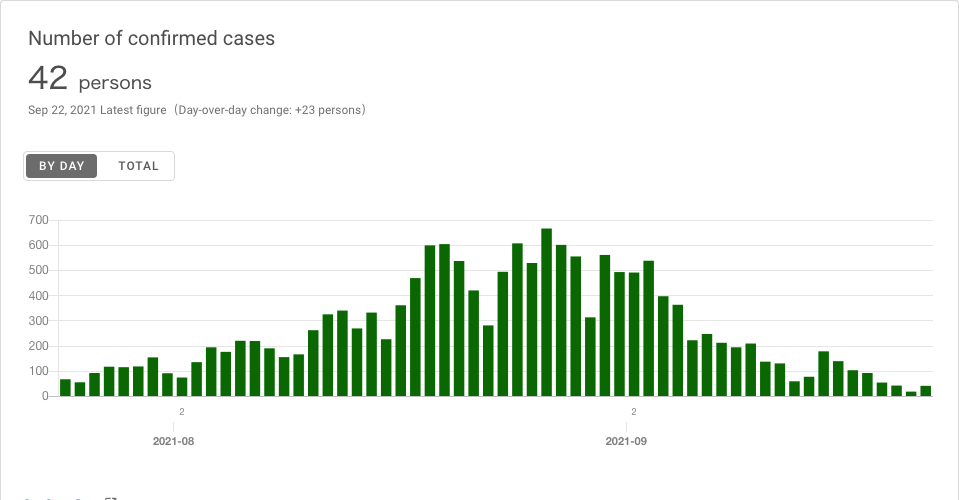 Number of confirmed cases
42 persons
Sep 22, 2021 Latest figure（Day-over-day change: +23 persons）
BY DAY TOTAL
700
600
500
400
300
200
100
0
2 2
2021-08 2021-09